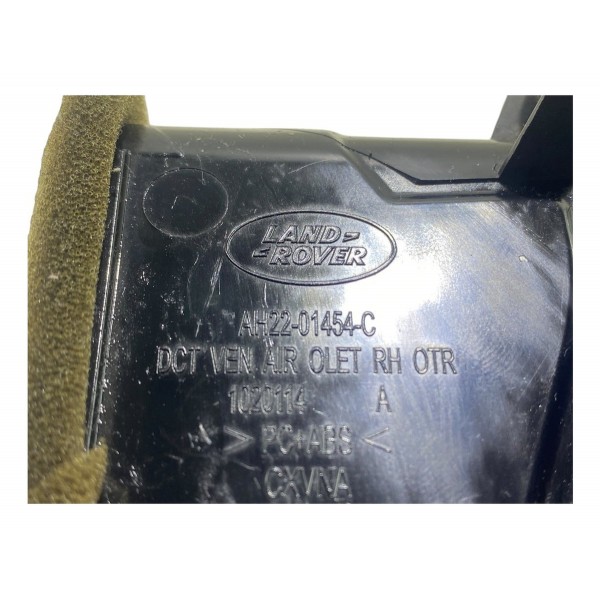 LAND-
-ROVER
AH22-01454-C
DCT VEN AIR OLET RH OTR
1020114 A
> PC+ABS <
CXVNA